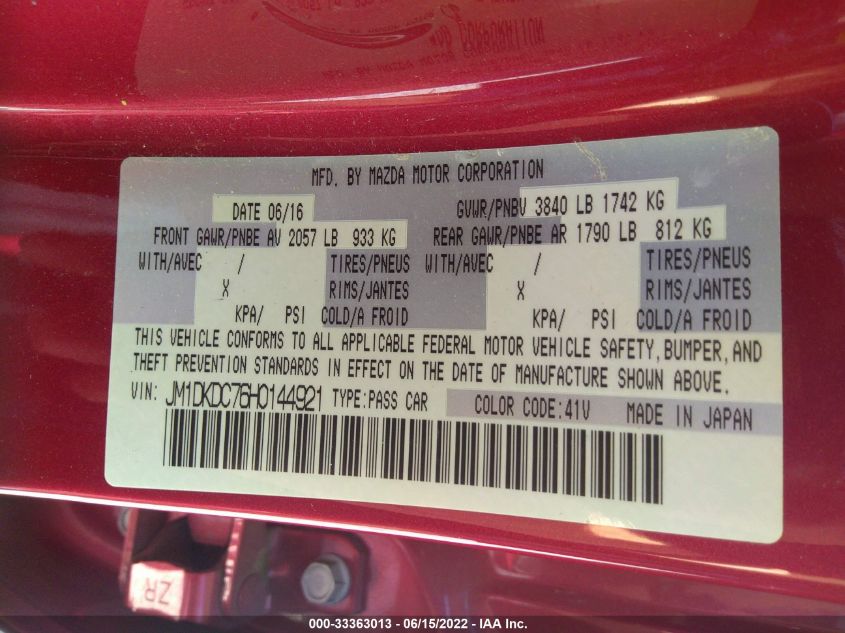 MFD. BY MAZDA MOTOR CORPORATION
DATE 06/16 GVWR/PNBV 3840 LB 1742 KG
FRONT GAWR/PNBE AV 2057 LB 933 KG REAR GAWR/PNBE AR 1790 LB 812 KG
WITH/AVEC / TIRES/PNEUS WITH/AVEC / TIRES/PNEUS
X RIMS/JANTES X RIMS/JANTES
KPA/ PSI COLD/A FROID KPA/ PSI COLD/A FROID
THIS VEHICLE CONFORMS TO ALL APPLICABLE FEDERAL MOTOR VEHICLE SAFETY, BUMPER, AND
THEFT PREVENTION STANDARDS IN EFFECT ON THE DATE OF MANUFACTURE SHOWN ABOVE.
VIN: JM1DKDC76H0144921 TYPE:PASS CAR COLOR CODE:41V MADE IN JAPAN
ZR
000-33363013 - 06/15/2022 - IAA Inc.